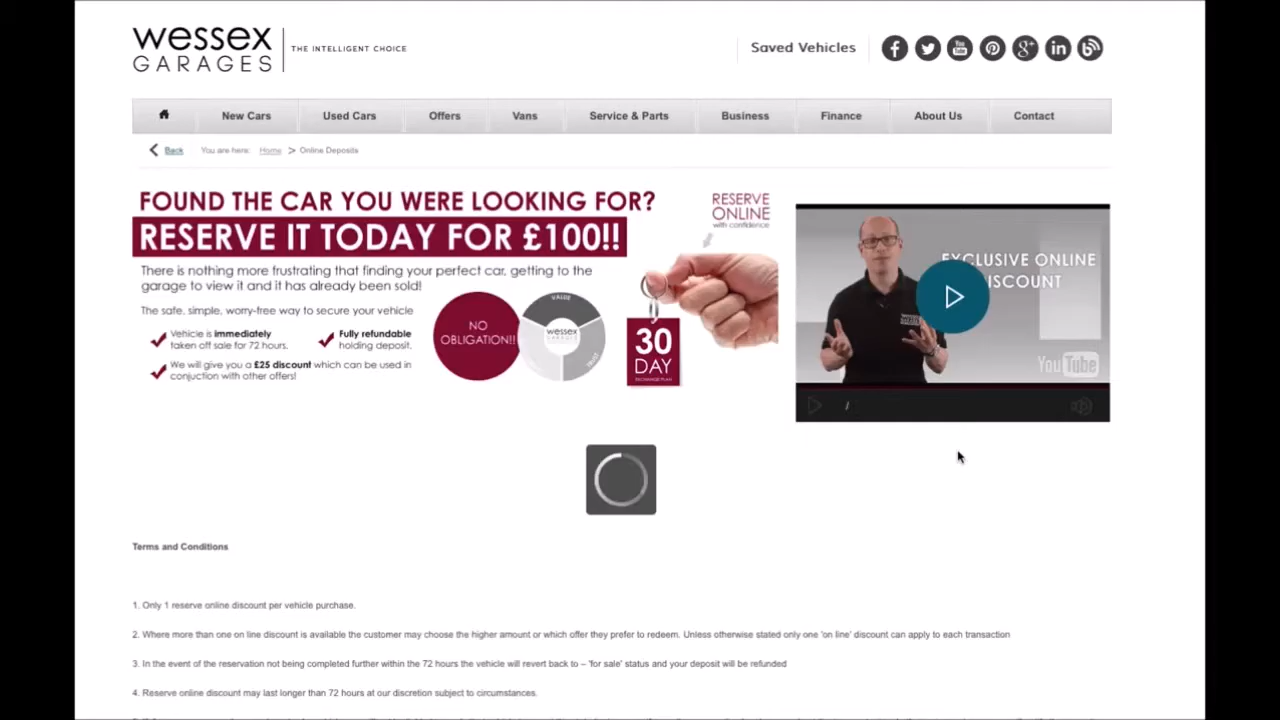 wessex
GARAGES
THE INTELLIGENT CHOICE
Saved Vehicles
New Cars
Used Cars
Offers
Vans
Service & Parts
Business
Finance
About Us
Contact
Back
You are here: Home > Online Deposits
FOUND THE CAR YOU WERE LOOKING FOR?
RESERVE IT TODAY FOR £100!!
There is nothing more frustrating that finding your perfect car, getting to the
garage to view it and it has already been sold!
The safe, simple, worry-free way to secure your vehicle
Vehicle is immediately
taken off sale for 72 hours.
Fully refundable
holding deposit.
We will give you a £25 discount which can be used in
conjuction with other offers!
NO
OBLIGATION!!
VALUE
wessex
GARAGES
TRUST
RESERVE
ONLINE
with confidence
30
DAY
EXCHANGE PLAN
EXCLUSIVE ONLINE
DISCOUNT
YouTube
/
Terms and Conditions
1. Only 1 reserve online discount per vehicle purchase.
2. Where more than one on line discount is available the customer may choose the higher amount or which offer they prefer to redeem. Unless otherwise stated only one 'on line' discount can apply to each transaction
3. In the event of the reservation not being completed further within the 72 hours the vehicle will revert back to – 'for sale' status and your deposit will be refunded
4. Reserve online discount may last longer than 72 hours at our discretion subject to circumstances.